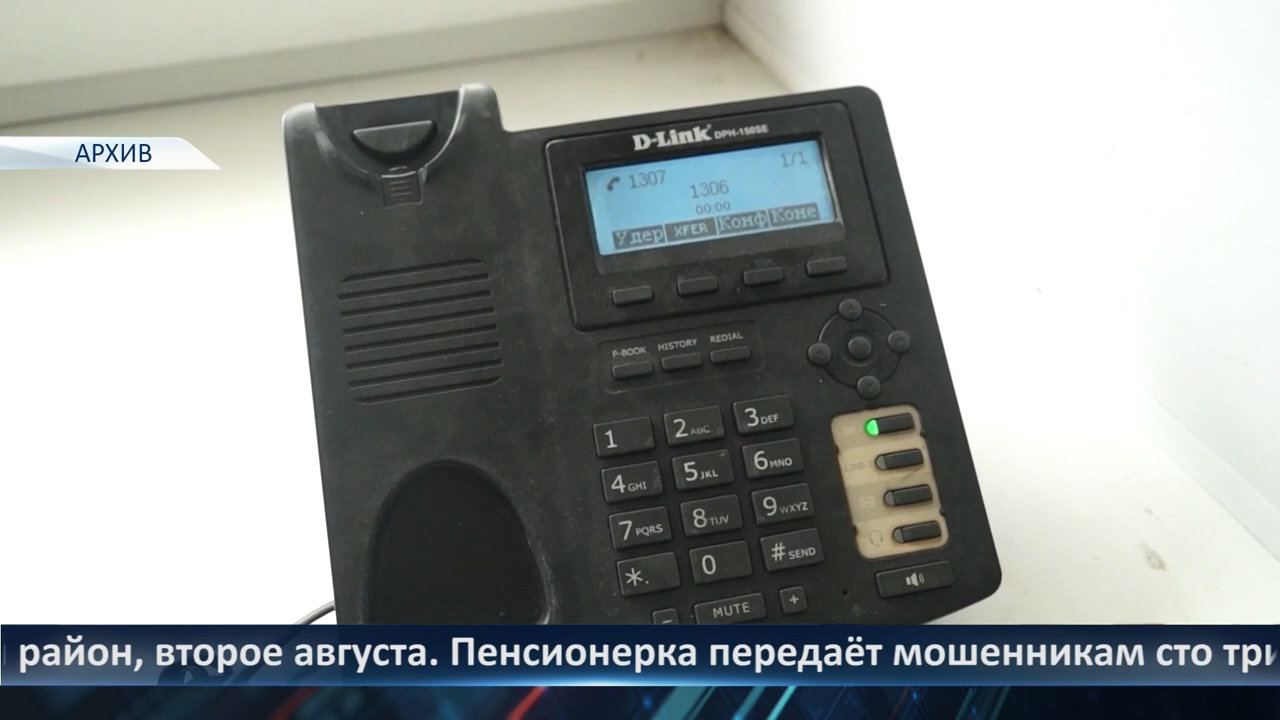 АРХИВ
D-Link DPH-150SE
1/1
1307
1306
00:00
Удер XFER Конф Коне
P-BOOK HISTORY REDIAL
1 2 ABC 3 DEF
4 GHI 5 JKL 6 MNO
7 PQRS 8 TUV 9 WXYZ
*. 0 # SEND
− MUTE +
район, второе августа. Пенсионерка передаёт мошенникам сто три